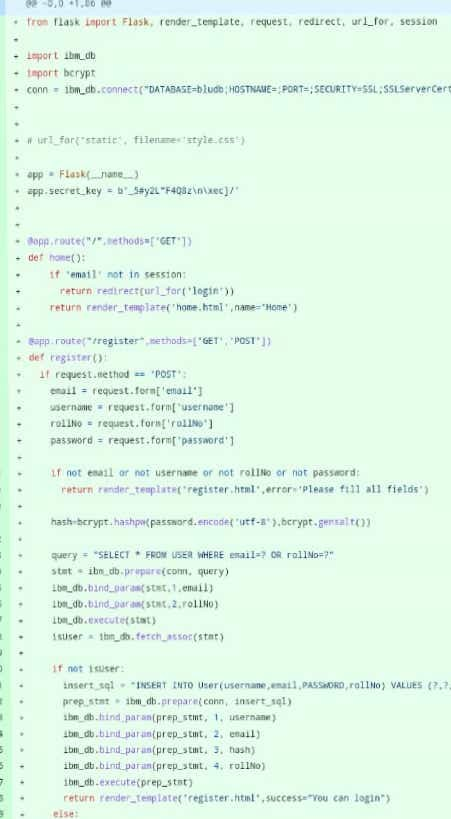 @@ -0,0 +1,86 @@
+ from flask import Flask, render_template, request, redirect, url_for, session
+
+ import ibm_db
+ import bcrypt
+ conn = ibm_db.connect("DATABASE=bludb;HOSTNAME=;PORT=;SECURITY=SSL;SSLServerCert
+
+
+ # url_for('static', filename='style.css')
+
+ app = Flask(__name__)
+ app.secret_key = b'_5#y2L"F4Q8z\n\xec]/'
+
+
+ @app.route("/",methods=['GET'])
+ def home():
+     if 'email' not in session:
+       return redirect(url_for('login'))
+     return render_template('home.html',name='Home')
+
+ @app.route("/register",methods=['GET','POST'])
+ def register():
+   if request.method == 'POST':
+     email = request.form['email']
+     username = request.form['username']
+     rollNo = request.form['rollNo']
+     password = request.form['password']
+
+     if not email or not username or not rollNo or not password:
+       return render_template('register.html',error='Please fill all fields')
+
+     hash=bcrypt.hashpw(password.encode('utf-8'),bcrypt.gensalt())
+
+     query = "SELECT * FROM USER WHERE email=? OR rollNo=?"
+     stmt = ibm_db.prepare(conn, query)
+     ibm_db.bind_param(stmt,1,email)
+     ibm_db.bind_param(stmt,2,rollNo)
+     ibm_db.execute(stmt)
+     isUser = ibm_db.fetch_assoc(stmt)
+
+     if not isUser:
+       insert_sql = "INSERT INTO User(username,email,PASSWORD,rollNo) VALUES (?,?,
+       prep_stmt = ibm_db.prepare(conn, insert_sql)
+       ibm_db.bind_param(prep_stmt, 1, username)
+       ibm_db.bind_param(prep_stmt, 2, email)
+       ibm_db.bind_param(prep_stmt, 3, hash)
+       ibm_db.bind_param(prep_stmt, 4, rollNo)
+       ibm_db.execute(prep_stmt)
+       return render_template('register.html',success="You can login")
+     else: